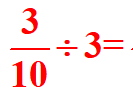 3/10 ÷ 3 =